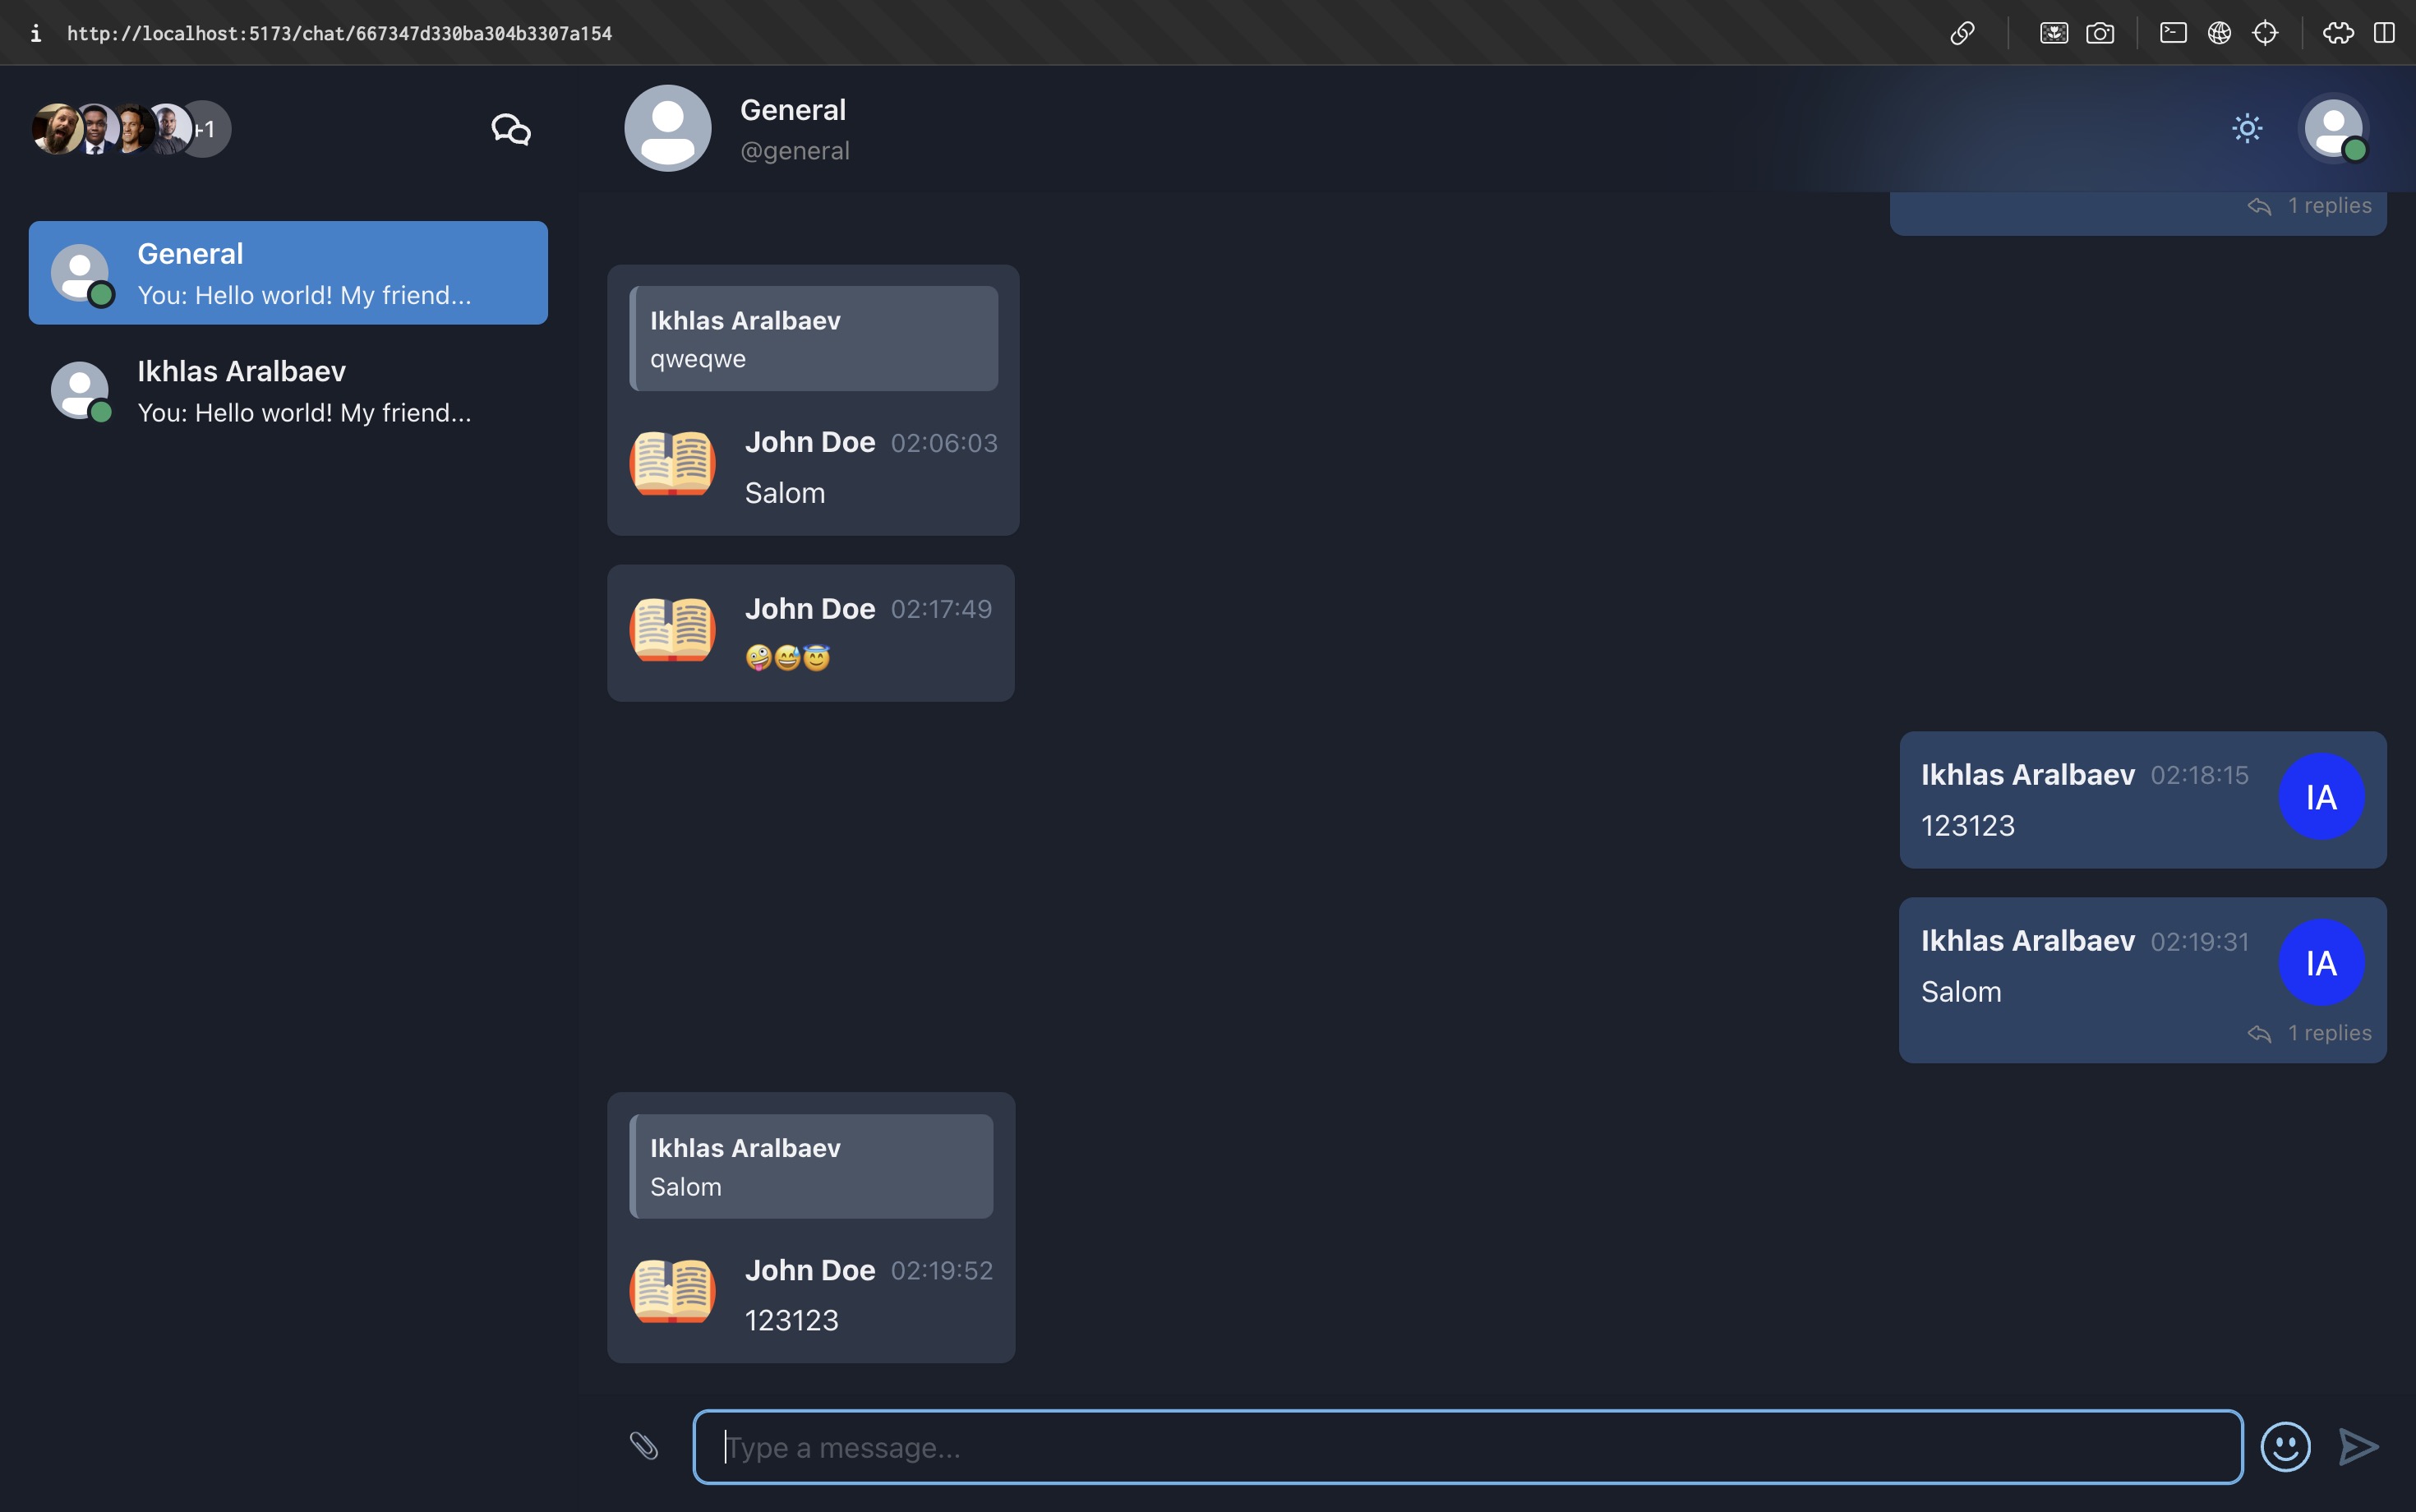 http://localhost:5173/chat/667347d330ba304b3307a154
+1
General
You: Hello world! My friend...
Ikhlas Aralbaev
You: Hello world! My friend...
General
@general
1 replies
Ikhlas Aralbaev
qweqwe
John Doe 02:06:03
Salom
John Doe 02:17:49
🤪😅😇
Ikhlas Aralbaev 02:18:15
IA
123123
Ikhlas Aralbaev 02:19:31
IA
Salom
1 replies
Ikhlas Aralbaev
Salom
John Doe 02:19:52
123123
Type a message...